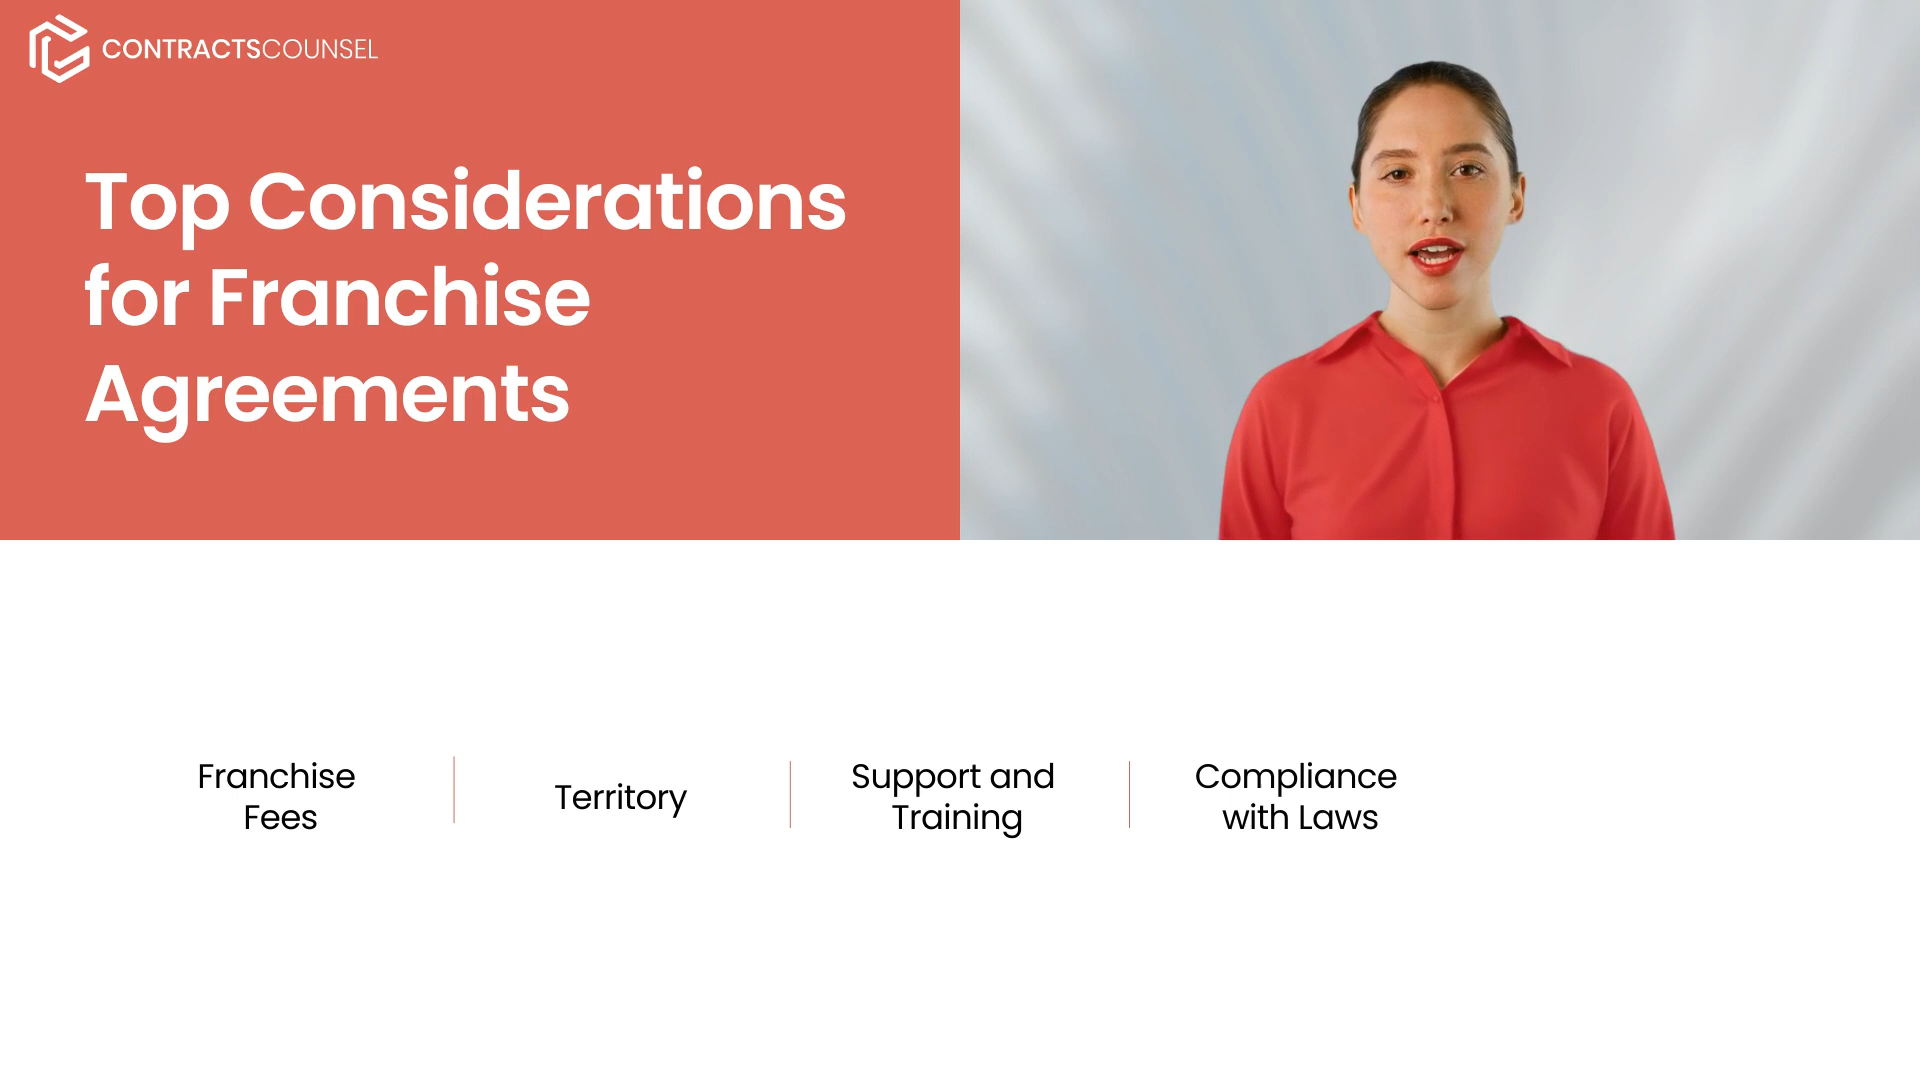 CONTRACTSCOUNSEL
Top Considerations
for Franchise
Agreements
Franchise
Fees
Territory
Support and
Training
Compliance
with Laws